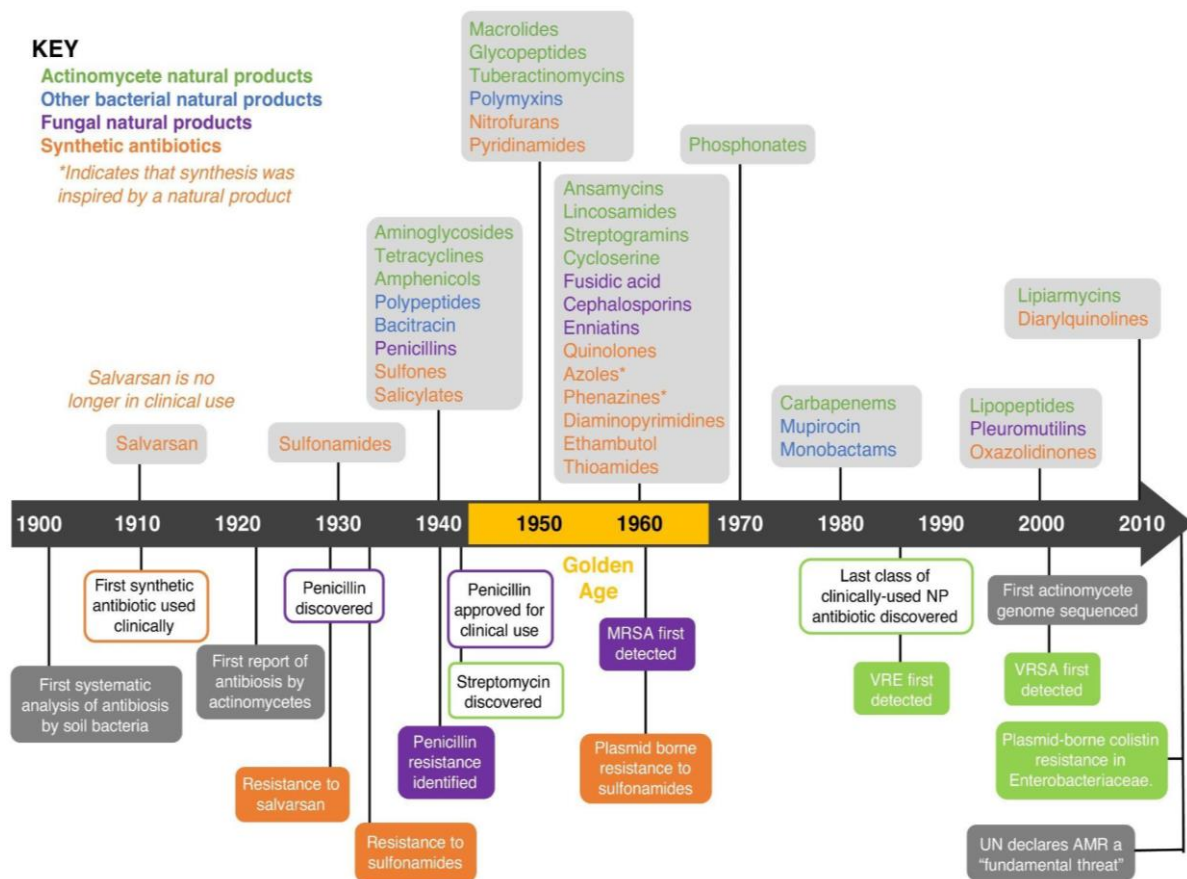 KEY
Actinomycete natural products
Other bacterial natural products
Fungal natural products
Synthetic antibiotics
*Indicates that synthesis was
inspired by a natural product
Salvarsan is no
longer in clinical use
Salvarsan
Sulfonamides
Aminoglycosides
Tetracyclines
Amphenicols
Polypeptides
Bacitracin
Penicillins
Sulfones
Salicylates
Macrolides
Glycopeptides
Tuberactinomycins
Polymyxins
Nitrofurans
Pyridinamides
Ansamycins
Lincosamides
Streptogramins
Cycloserine
Fusidic acid
Cephalosporins
Enniatins
Quinolones
Azoles*
Phenazines*
Diaminopyrimidines
Ethambutol
Thioamides
Phosphonates
Carbapenems
Mupirocin
Monobactams
Lipopeptides
Pleuromutilins
Oxazolidinones
Lipiarmycins
Diarylquinolines
1900 1910 1920 1930 1940 1950 1960 1970 1980 1990 2000 2010
Golden
Age
First systematic
analysis of antibiosis
by soil bacteria
First synthetic
antibiotic used
clinically
First report of
antibiosis by
actinomycetes
Penicillin
discovered
Resistance to
salvarsan
Resistance to
sulfonamides
Penicillin
resistance
identified
Penicillin
approved for
clinical use
Streptomycin
discovered
MRSA first
detected
Plasmid borne
resistance to
sulfonamides
Last class of
clinically-used NP
antibiotic discovered
VRE first
detected
First actinomycete
genome sequenced
VRSA first
detected
Plasmid-borne colistin
resistance in
Enterobacteriaceae.
UN declares AMR a
"fundamental threat"